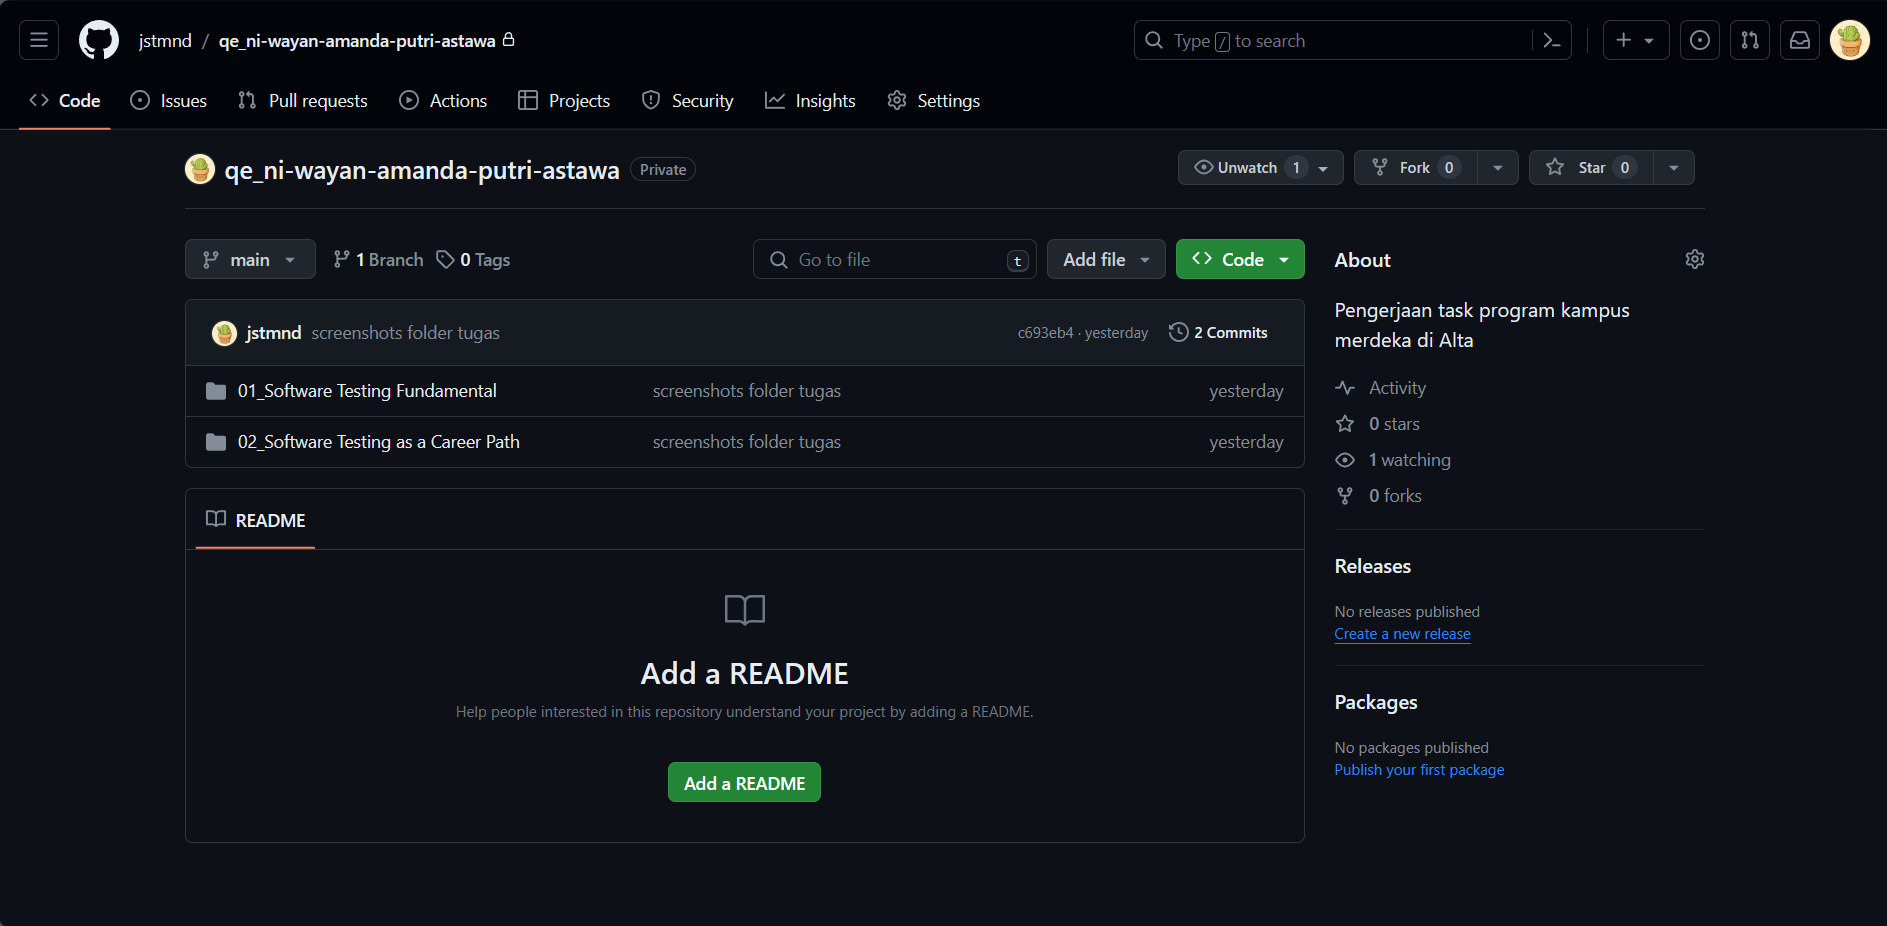 jstmnd / qe_ni-wayan-amanda-putri-astawa
Type / to search
Code Issues Pull requests Actions Projects Security Insights Settings
qe_ni-wayan-amanda-putri-astawa Private
Unwatch 1 Fork 0 Star 0
main 1 Branch 0 Tags
Go to file t Add file Code
jstmnd screenshots folder tugas c693eb4 · yesterday 2 Commits
01_Software Testing Fundamental screenshots folder tugas yesterday
02_Software Testing as a Career Path screenshots folder tugas yesterday
README
Add a README
Help people interested in this repository understand your project by adding a README.
Add a README
About
Pengerjaan task program kampus
merdeka di Alta
Activity
0 stars
1 watching
0 forks
Releases
No releases published
Create a new release
Packages
No packages published
Publish your first package